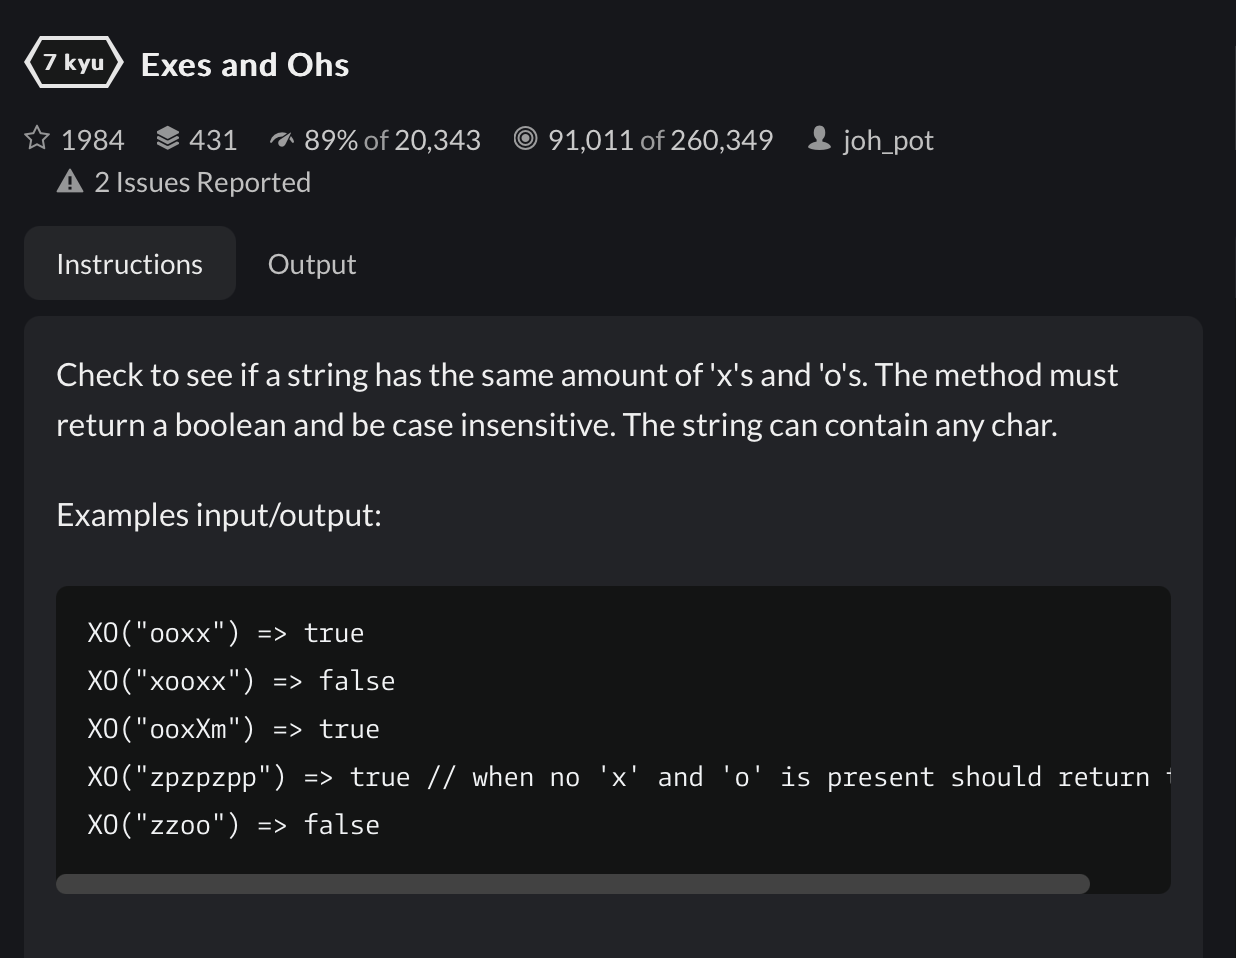 7 kyu Exes and Ohs
1984 431 89% of 20,343 91,011 of 260,349 joh_pot
2 Issues Reported
Instructions Output
Check to see if a string has the same amount of 'x's and 'o's. The method must
return a boolean and be case insensitive. The string can contain any char.
Examples input/output:
XO("ooxx") => true
XO("xooxx") => false
XO("ooxXm") => true
XO("zpzpzpp") => true // when no 'x' and 'o' is present should return
XO("zzoo") => false